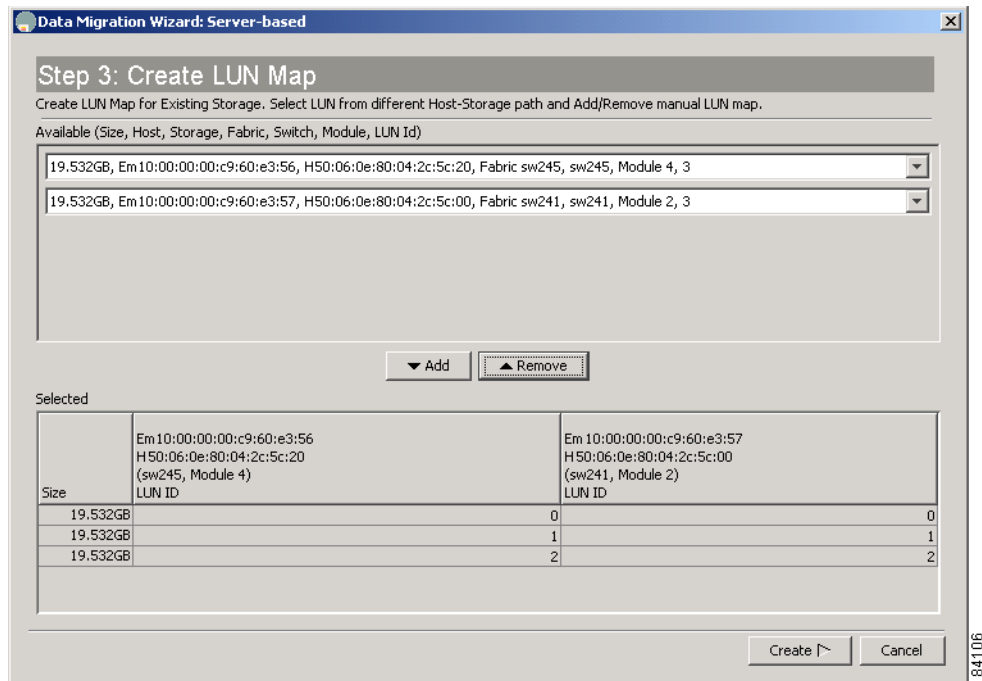 Data Migration Wizard: Server-based
Step 3: Create LUN Map
Create LUN Map for Existing Storage. Select LUN from different Host-Storage path and Add/Remove manual LUN map.
Available (Size, Host, Storage, Fabric, Switch, Module, LUN Id)
19.532GB, Em10:00:00:00:c9:60:e3:56, H50:06:0e:80:04:2c:5c:20, Fabric sw245, sw245, Module 4, 3
19.532GB, Em10:00:00:00:c9:60:e3:57, H50:06:0e:80:04:2c:5c:00, Fabric sw241, sw241, Module 2, 3
Add Remove
Selected
Em10:00:00:00:c9:60:e3:56 Em10:00:00:00:c9:60:e3:57
H50:06:0e:80:04:2c:5c:20 H50:06:0e:80:04:2c:5c:00
(sw245, Module 4) (sw241, Module 2)
Size LUN ID LUN ID
19.532GB 0 0
19.532GB 1 1
19.532GB 2 2
Create Cancel
84106